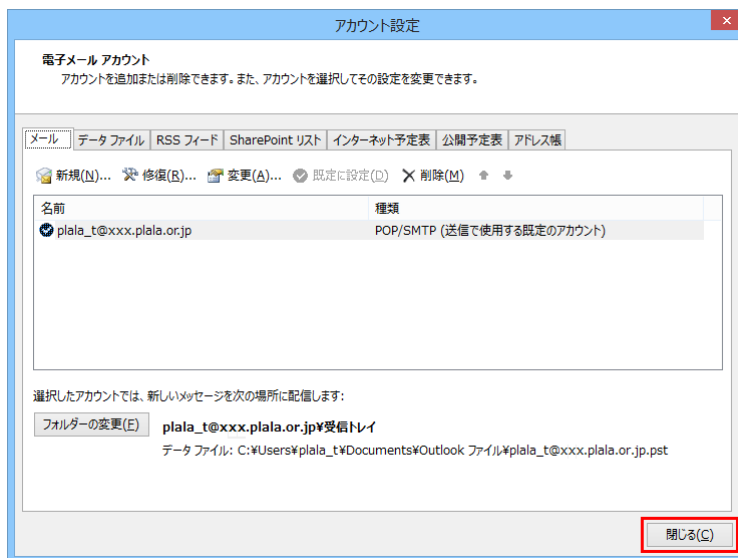 アカウント設定
電子メール アカウント
アカウントを追加または削除できます。また、アカウントを選択してその設定を変更できます。
メール データ ファイル RSS フィード SharePoint リスト インターネット予定表 公開予定表 アドレス帳
新規(N)... 修復(R)... 変更(A)... 既定に設定(D) 削除(M)
名前 種類
plala_t@xxx.plala.or.jp POP/SMTP (送信で使用する既定のアカウント)
選択したアカウントでは、新しいメッセージを次の場所に配信します:
フォルダーの変更(F) plala_t@xxx.plala.or.jp¥受信トレイ
データ ファイル: C:¥Users¥plala_t¥Documents¥Outlook ファイル¥plala_t@xxx.plala.or.jp.pst
閉じる(C)